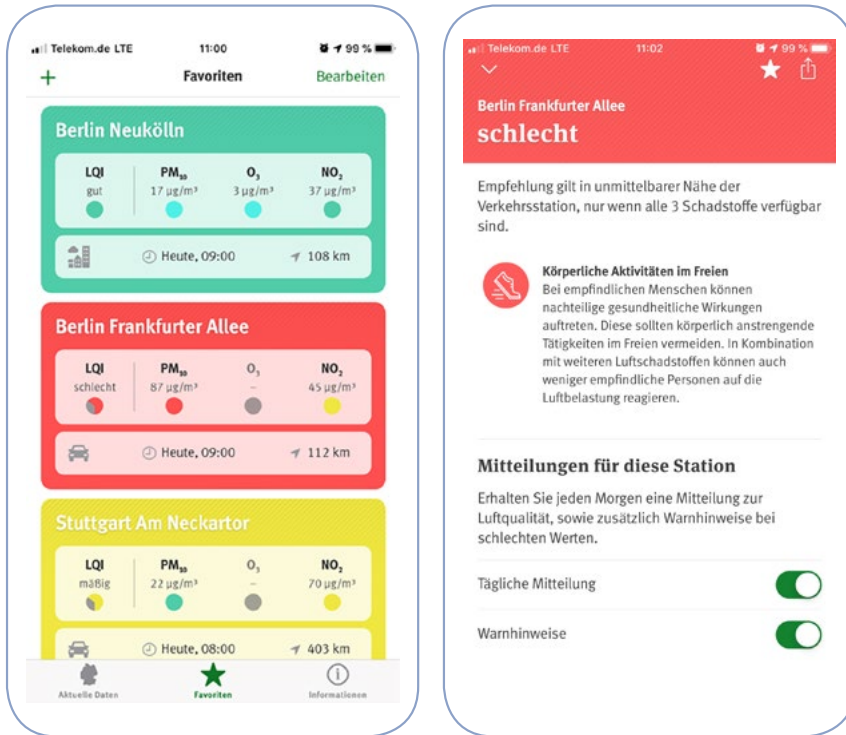 Telekom.de LTE 11:00 99 %
+ Favoriten Bearbeiten
Berlin Neukölln
LQI PM₁₀ O₃ NO₂
gut 17 µg/m³ 3 µg/m³ 37 µg/m³
Heute, 09:00 108 km
Berlin Frankfurter Allee
LQI PM₁₀ O₃ NO₂
schlecht 87 µg/m³ – 45 µg/m³
Heute, 09:00 112 km
Stuttgart Am Neckartor
LQI PM₁₀ O₃ NO₂
mäßig 22 µg/m³ – 70 µg/m³
Heute, 08:00 403 km
Aktuelle Daten Favoriten Informationen
Telekom.de LTE 11:02 99 %
Berlin Frankfurter Allee
schlecht
Empfehlung gilt in unmittelbarer Nähe der
Verkehrsstation, nur wenn alle 3 Schadstoffe verfügbar
sind.
Körperliche Aktivitäten im Freien
Bei empfindlichen Menschen können
nachteilige gesundheitliche Wirkungen
auftreten. Diese sollten körperlich anstrengende
Tätigkeiten im Freien vermeiden. In Kombination
mit weiteren Luftschadstoffen können auch
weniger empfindliche Personen auf die
Luftbelastung reagieren.
Mitteilungen für diese Station
Erhalten Sie jeden Morgen eine Mitteilung zur
Luftqualität, sowie zusätzlich Warnhinweise bei
schlechten Werten.
Tägliche Mitteilung
Warnhinweise